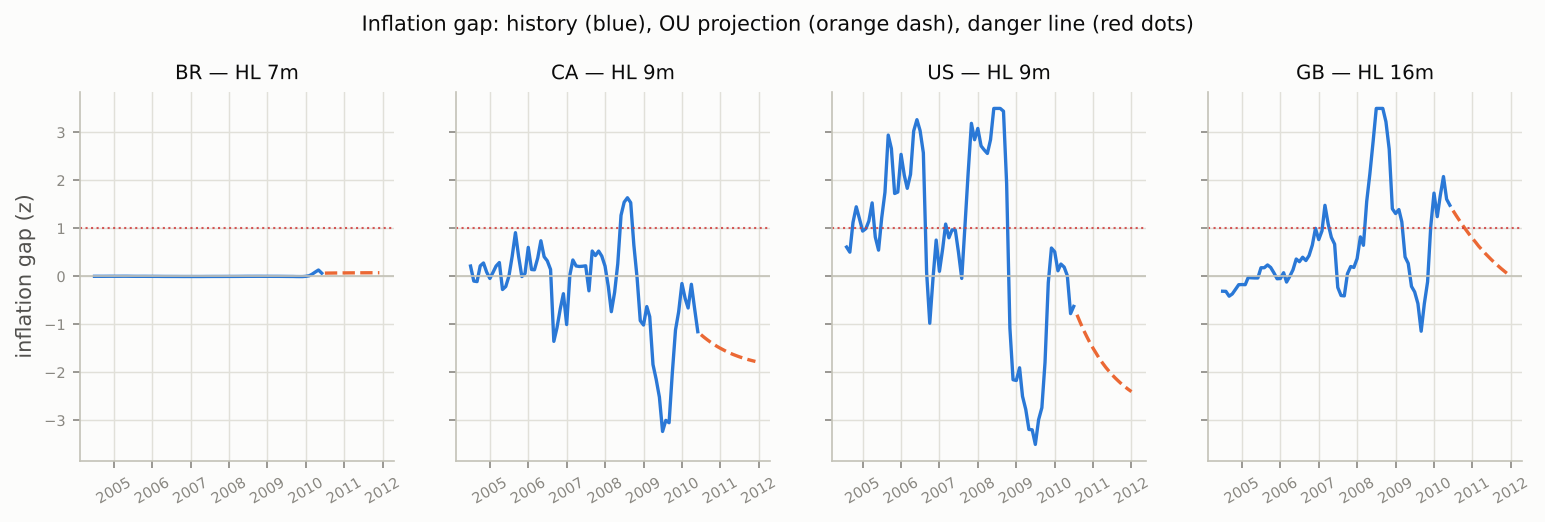 Inflation gap: history (blue), OU projection (orange dash), danger line (red dots)
BR — HL 7m
CA — HL 9m
US — HL 9m
GB — HL 16m
inflation gap (z)
3
2
1
0
−1
−2
−3
2005 2006 2007 2008 2009 2010 2011 2012
2005 2006 2007 2008 2009 2010 2011 2012
2005 2006 2007 2008 2009 2010 2011 2012
2005 2006 2007 2008 2009 2010 2011 2012